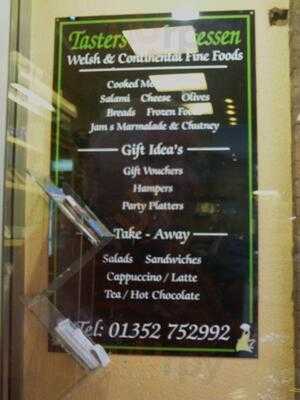 Tasters
Welsh & Continental Fine Foods
Cooked
Salami Cheese Olives
Breads Frozen
Jam s Marmalade & Chutney
Gift Idea's
Gift Vouchers
Hampers
Party Platters
Take - Away
Salads Sandwiches
Cappuccino / Latte
Tea / Hot Chocolate
Tel: 01352 752992